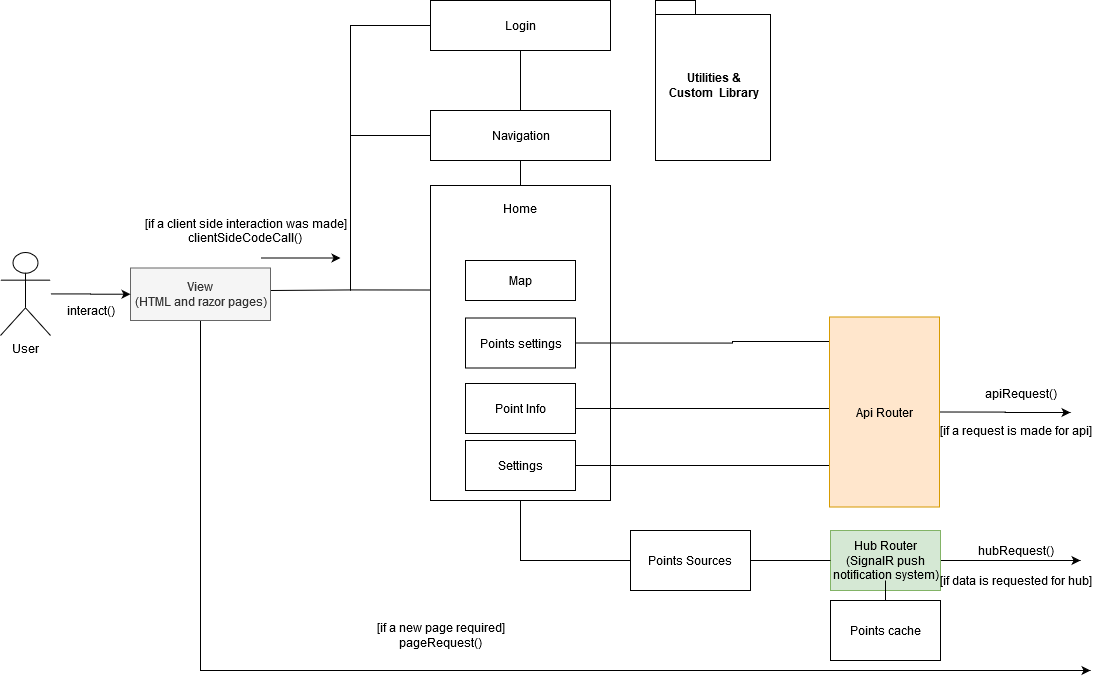 Login
Utilities &
Custom Library
Navigation
Home
[if a client side interaction was made]
clientSideCodeCall()
Map
View
(HTML and razor pages)
interact()
User
Points settings
Point Info
Settings
Api Router
apiRequest()
[if a request is made for api]
Points Sources
Hub Router
(SignalR push
notification system)
hubRequest()
[if data is requested for hub]
Points cache
[if a new page required]
pageRequest()